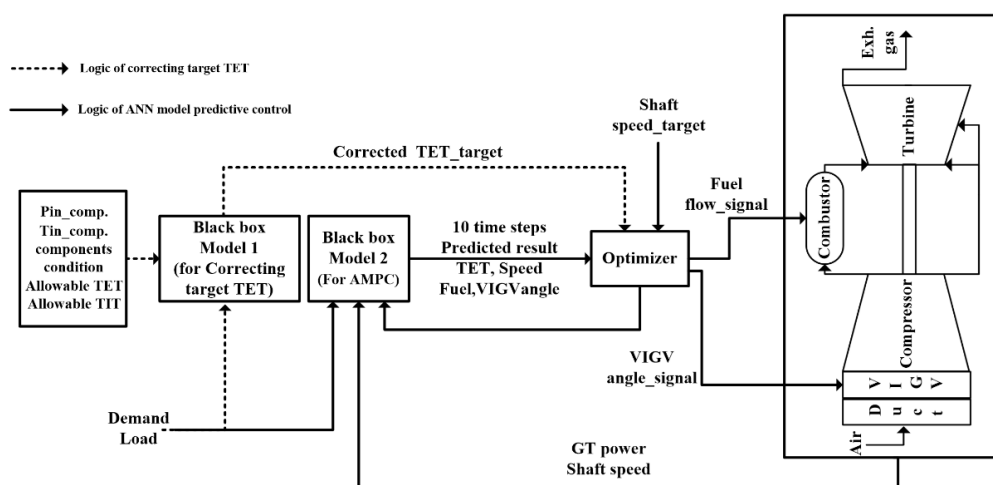 Logic of correcting target TET
Logic of ANN model predictive control
Exh.
gas
Shaft
speed_target
Corrected TET_target
Turbine
Fuel
flow_signal
Combustor
Pin_comp.
Tin_comp.
components
condition
Allowable TET
Allowable TIT
Black box
Model 1
(for Correcting
target TET)
Black box
Model 2
(For AMPC)
10 time steps
Predicted result
TET, Speed
Fuel,VIGVangle
Optimizer
Compressor
VIGV
angle_signal
V I G V
D u c t
Demand
Load
Air
GT power
Shaft speed